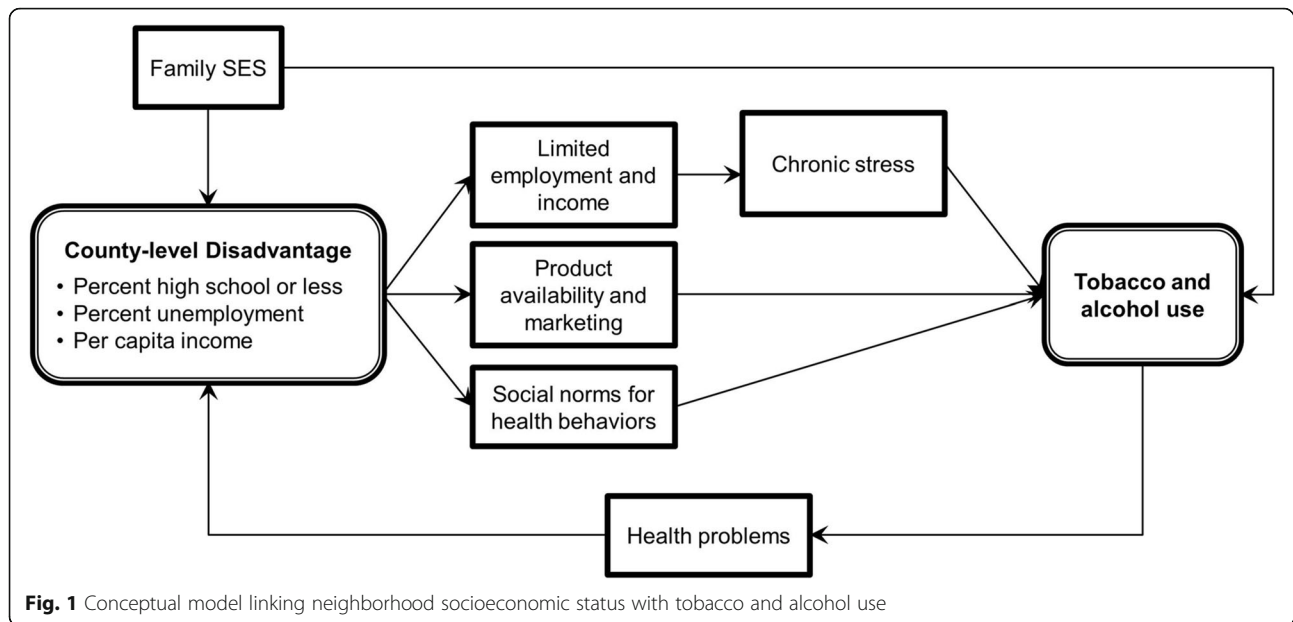 Family SES
Limited
employment and
income
Chronic stress
County-level Disadvantage
• Percent high school or less
• Percent unemployment
• Per capita income
Product
availability and
marketing
Tobacco and
alcohol use
Social norms for
health behaviors
Health problems
Fig. 1 Conceptual model linking neighborhood socioeconomic status with tobacco and alcohol use